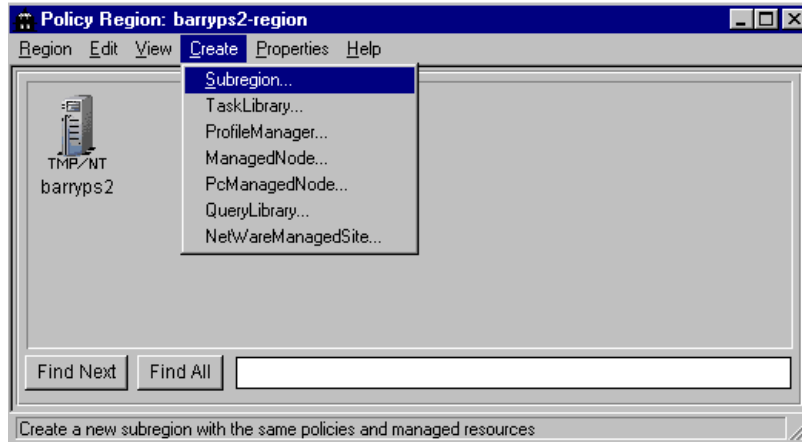 Policy Region: barryps2-region
Region Edit View Create Properties Help
Subregion...
TaskLibrary...
ProfileManager...
ManagedNode...
PcManagedNode...
QueryLibrary...
NetWareManagedSite...
TMP/NT
barryps2
Find Next Find All
Create a new subregion with the same policies and managed resources